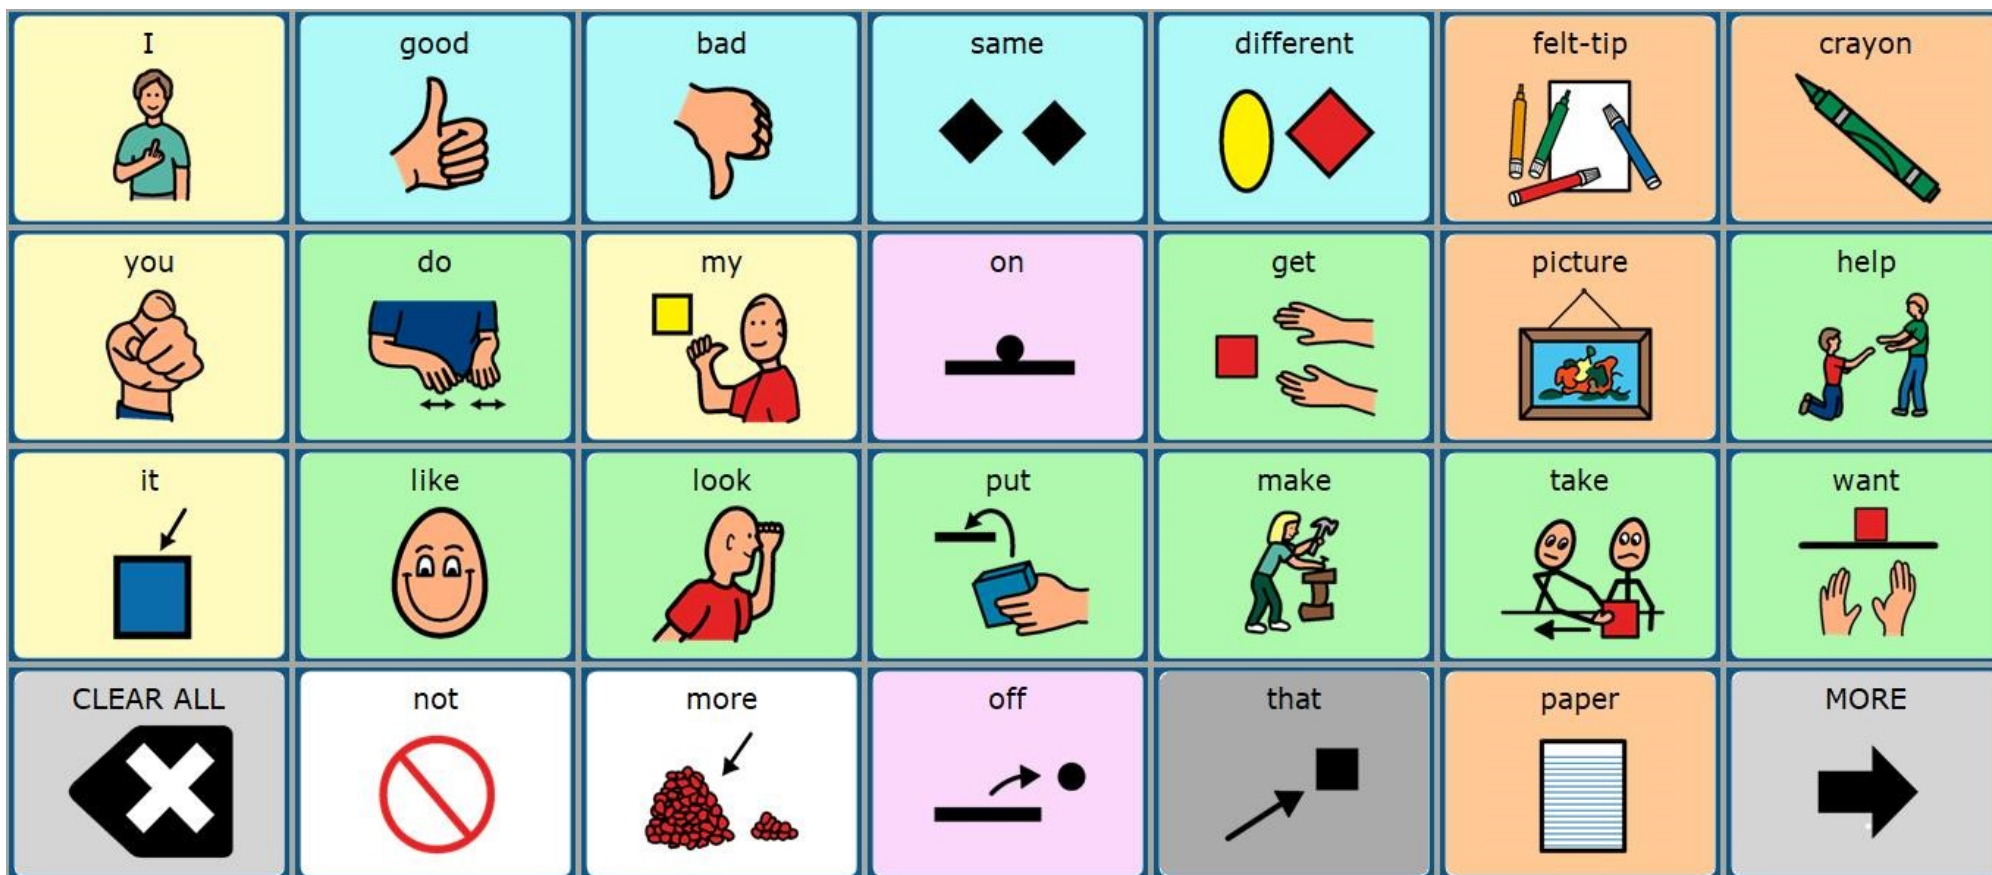 I good bad same different felt-tip crayon
you do my on get picture help
it like look put make take want
CLEAR ALL not more off that paper MORE